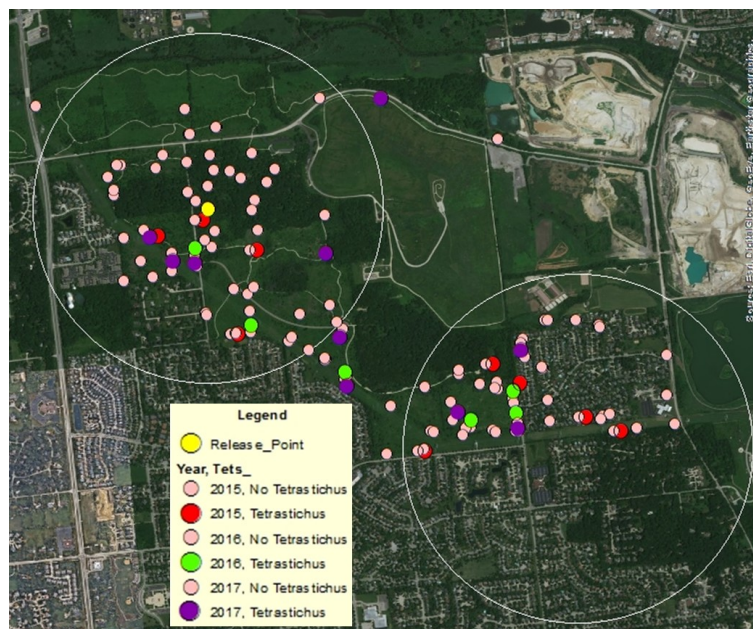 Legend
Release_Point
Year, Tets_
2015, No Tetrastichus
2015, Tetrastichus
2016, No Tetrastichus
2016, Tetrastichus
2017, No Tetrastichus
2017, Tetrastichus